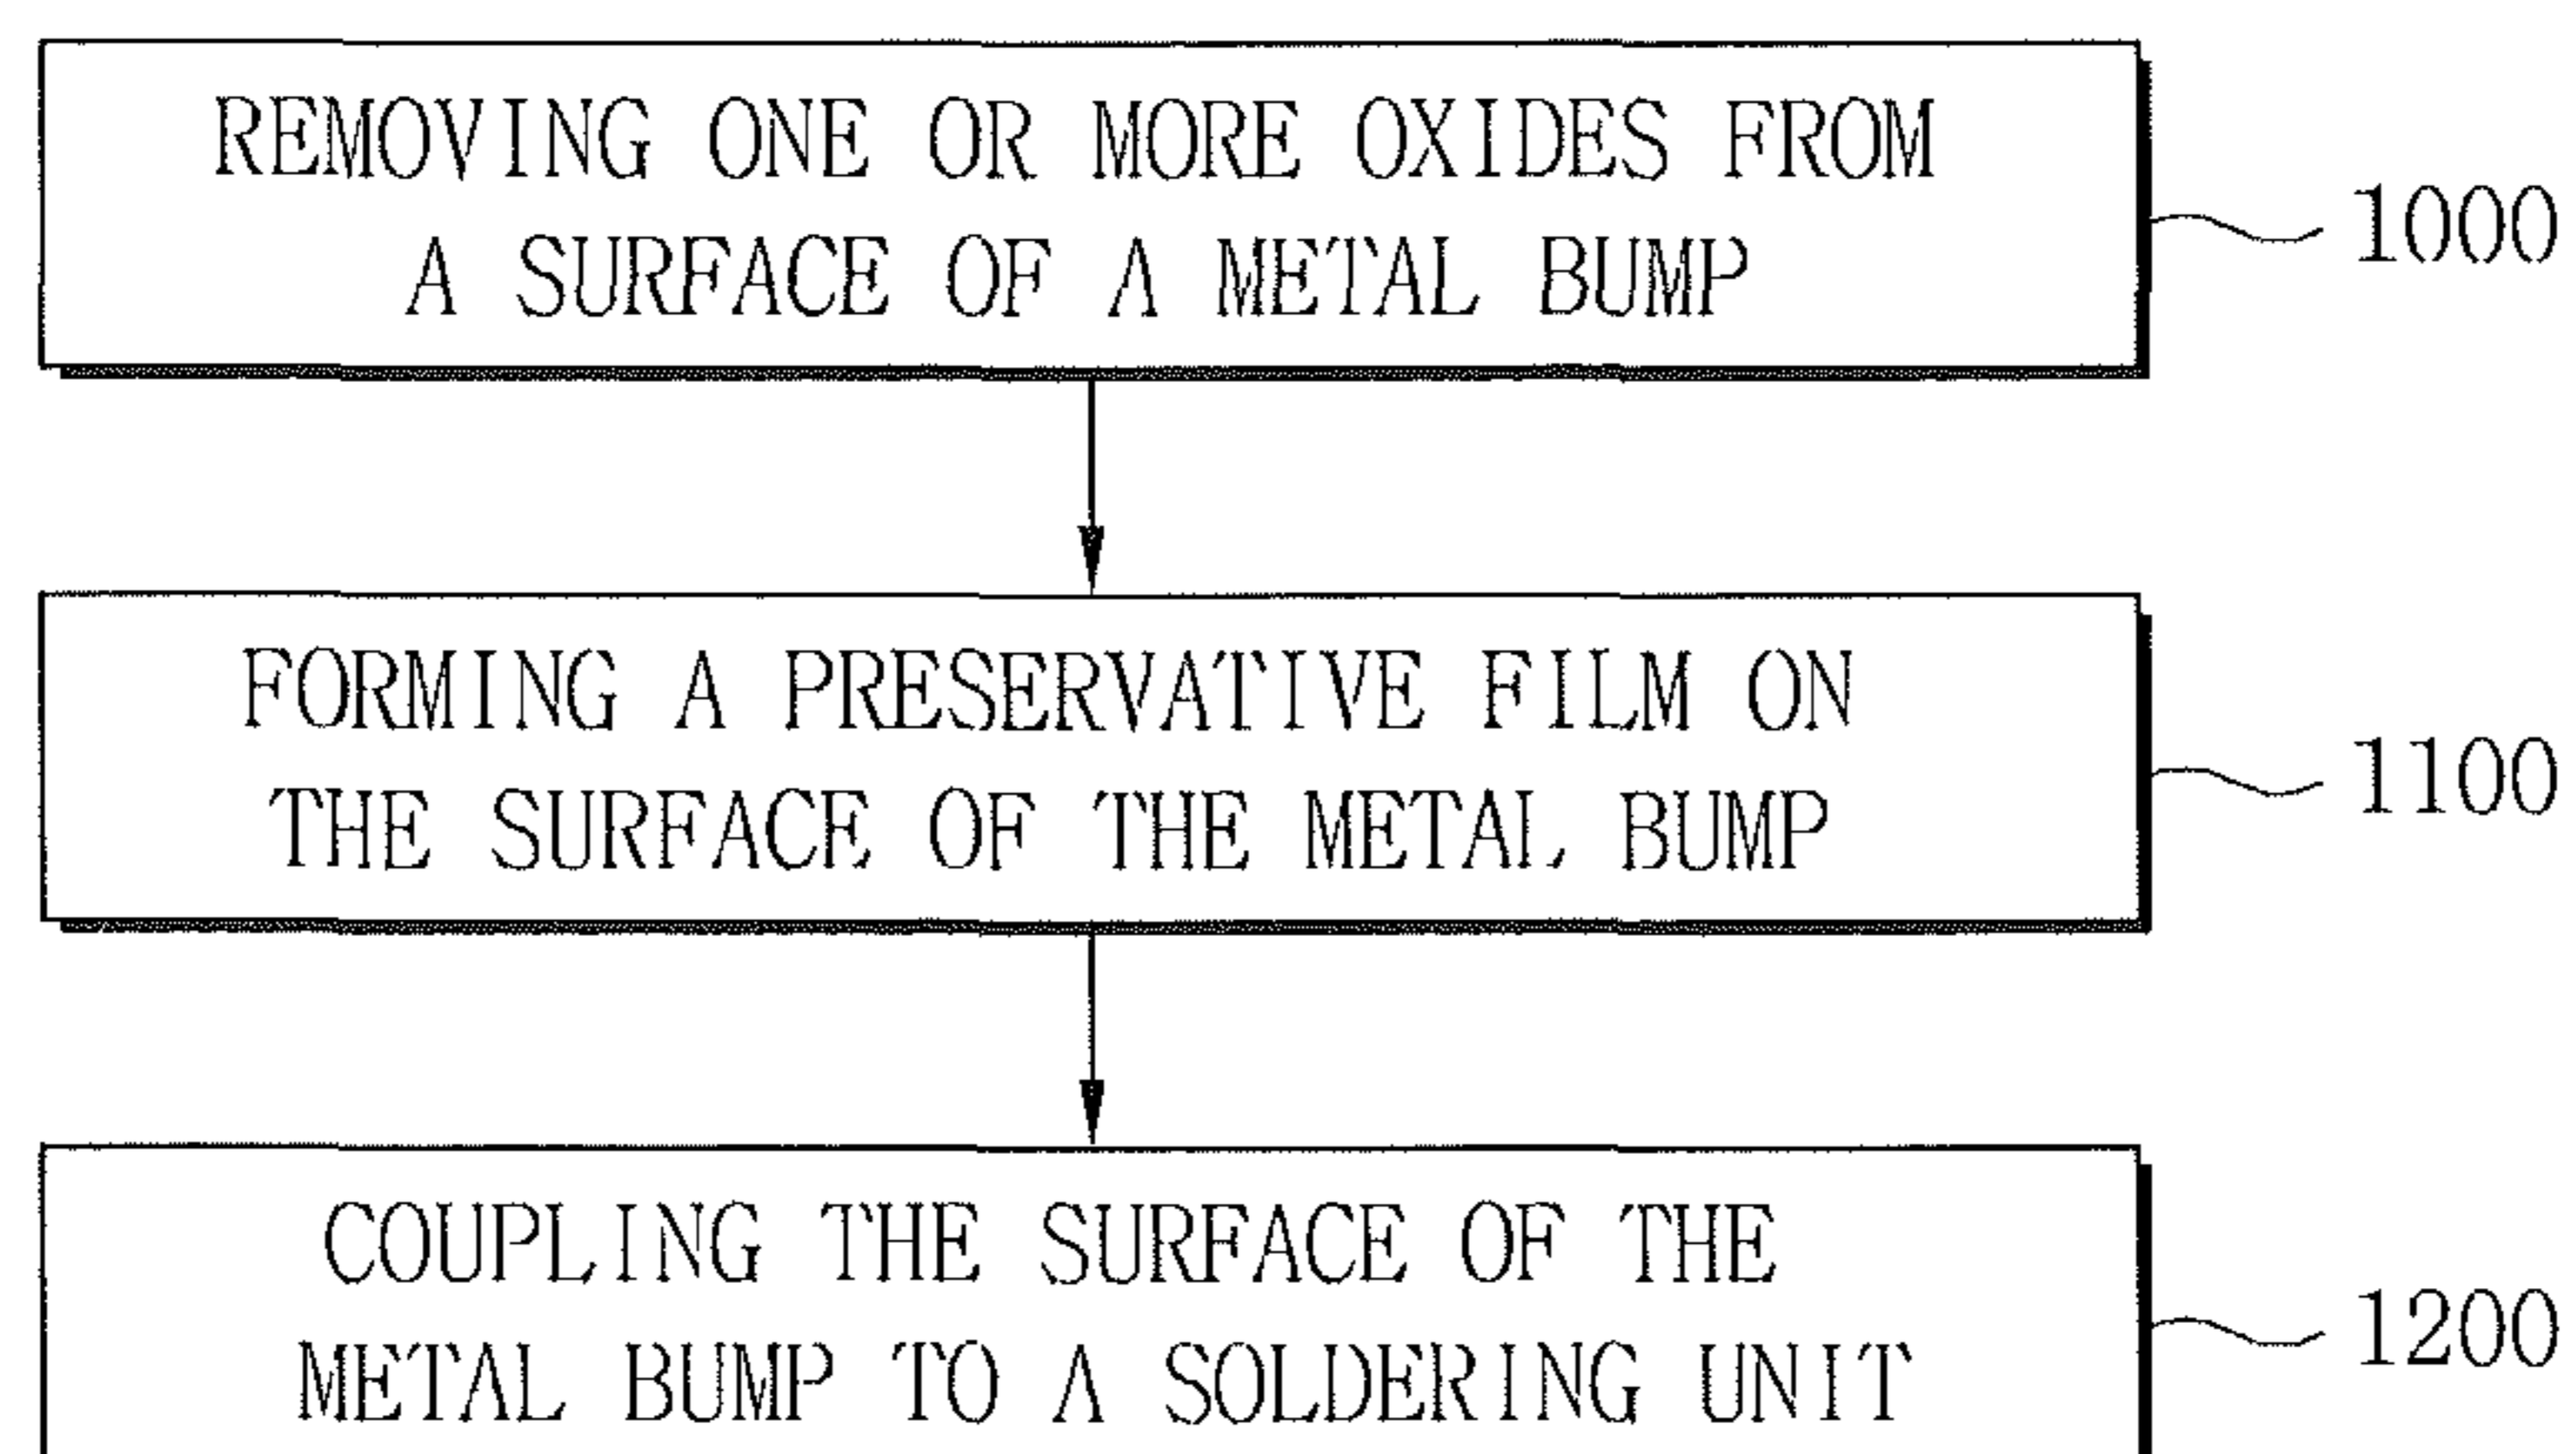 REMOVING ONE OR MORE OXIDES FROM
A SURFACE OF A METAL BUMP
1000
FORMING A PRESERVATIVE FILM ON
THE SURFACE OF THE METAL BUMP
1100
COUPLING THE SURFACE OF THE
METAL BUMP TO A SOLDERING UNIT
1200